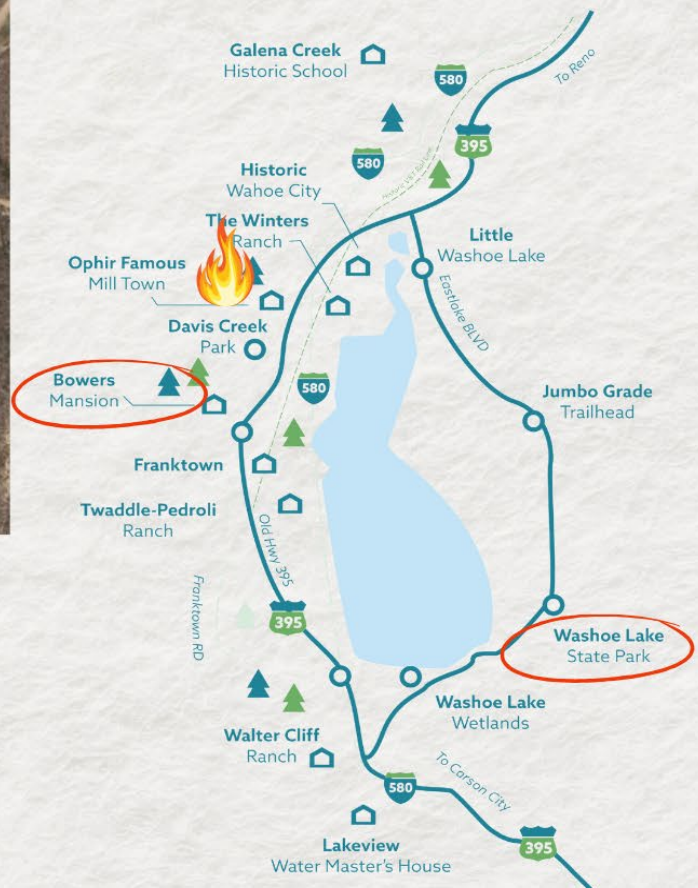 Galena Creek
Historic School
580
To Reno
395
580
Historic V&T Rail Line
Historic
Wahoe City
The Winters
Ranch
Little
Washoe Lake
Ophir Famous
Mill Town
Eastlake BLVD
Davis Creek
Park
580
Bowers
Mansion
Jumbo Grade
Trailhead
Franktown
Twaddle-Pedroli
Ranch
Old Hwy 395
Franktown RD
395
Washoe Lake
State Park
Washoe Lake
Wetlands
Walter Cliff
Ranch
To Carson City
580
395
Lakeview
Water Master's House